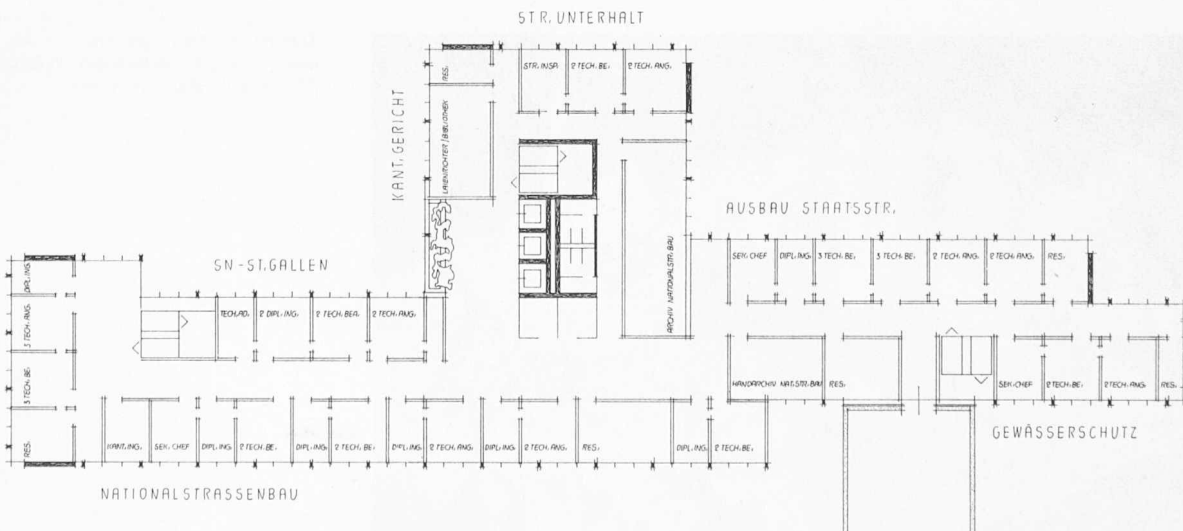 STR. UNTERHALT
STR. INSP. 2 TECH. BE. 2 TECH. ANG.
RES.
KANT. GERICHT
LAIENRICHTER / BIBLIOTHEK
ARCHIV NATIONALSTR. BAU
AUSBAU STAATSSTR.
SEK. CHEF DIPL. ING. 3 TECH. BE. 3 TECH. BE. 2 TECH. ANG. 2 TECH. ANG. RES.
SN-ST. GALLEN
TECH. AD. 2 DIPL. ING. 2 TECH. BEA. 2 TECH. ANG.
DIPL. ING.
3 TECH. ANG.
3 TECH. BE.
RES.
HANDARCHIV NAT. STR. BAU RES.
SEK. CHEF 2 TECH. BE. 2 TECH. ANG. RES.
GEWÄSSERSCHUTZ
KANT. ING. SEK. CHEF DIPL. ING. 2 TECH. BE. DIPL. ING. 2 TECH. BE. DIPL. ING. 2 TECH. ANG. DIPL. ING. 2 TECH. ANG. RES. DIPL. ING. 2 TECH. BE.
NATIONALSTRASSENBAU